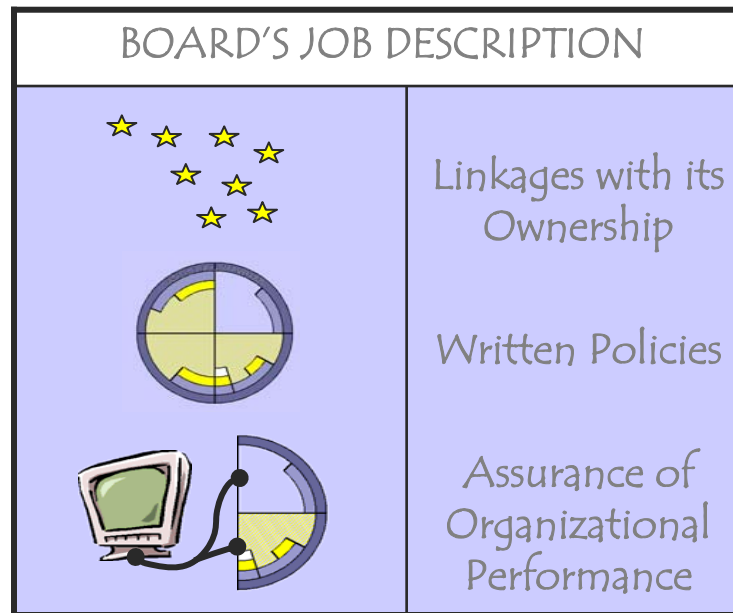 BOARD'S JOB DESCRIPTION
Linkages with its
Ownership
Written Policies
Assurance of
Organizational
Performance